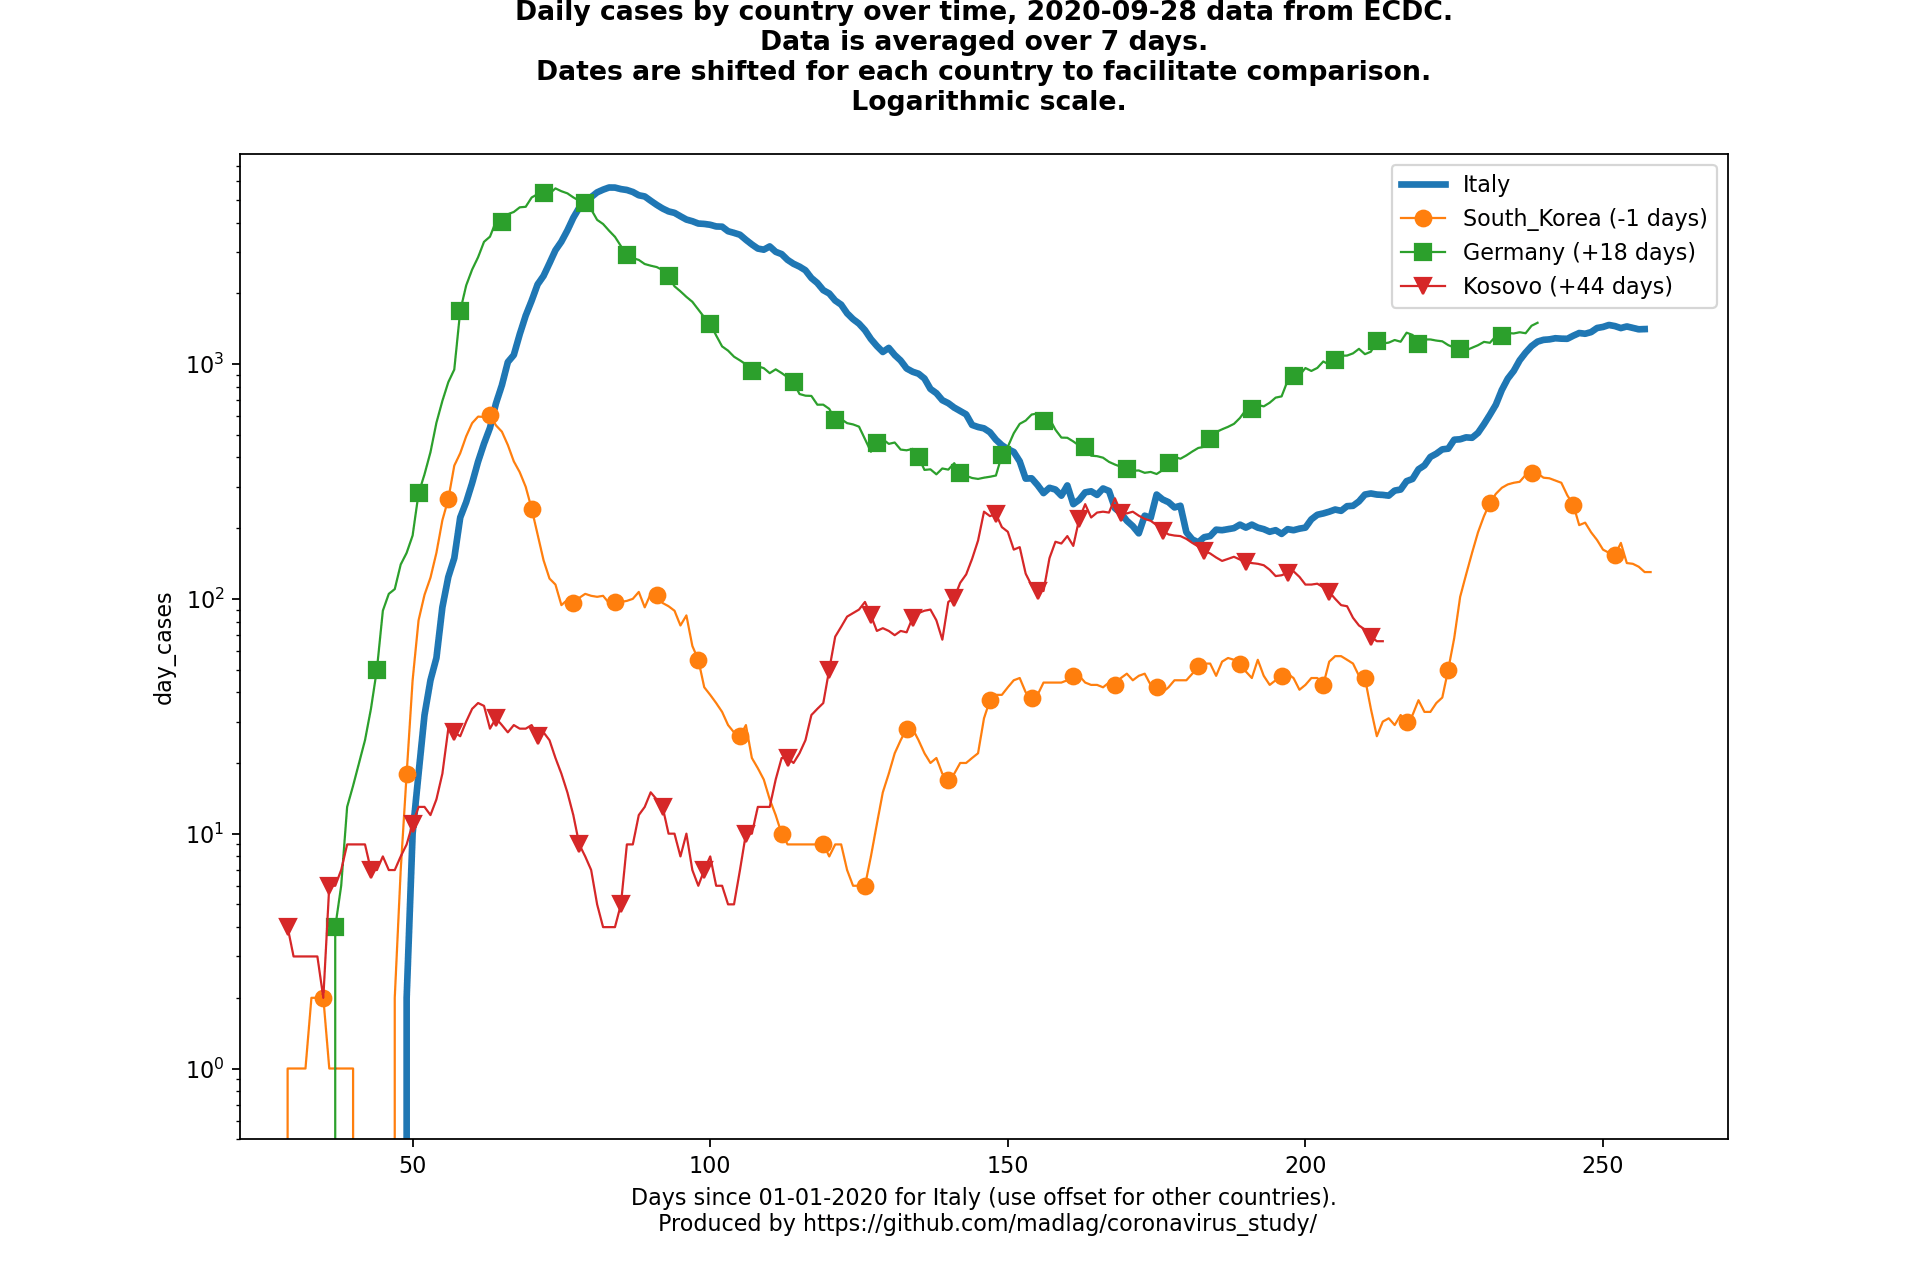 Daily cases by country over time, 2020-09-28 data from ECDC.
Data is averaged over 7 days.
Dates are shifted for each country to facilitate comparison.
Logarithmic scale.
Italy
South_Korea (-1 days)
Germany (+18 days)
Kosovo (+44 days)
day_cases
10³
10²
10¹
10⁰
50 100 150 200 250
Days since 01-01-2020 for Italy (use offset for other countries).
Produced by https://github.com/madlag/coronavirus_study/